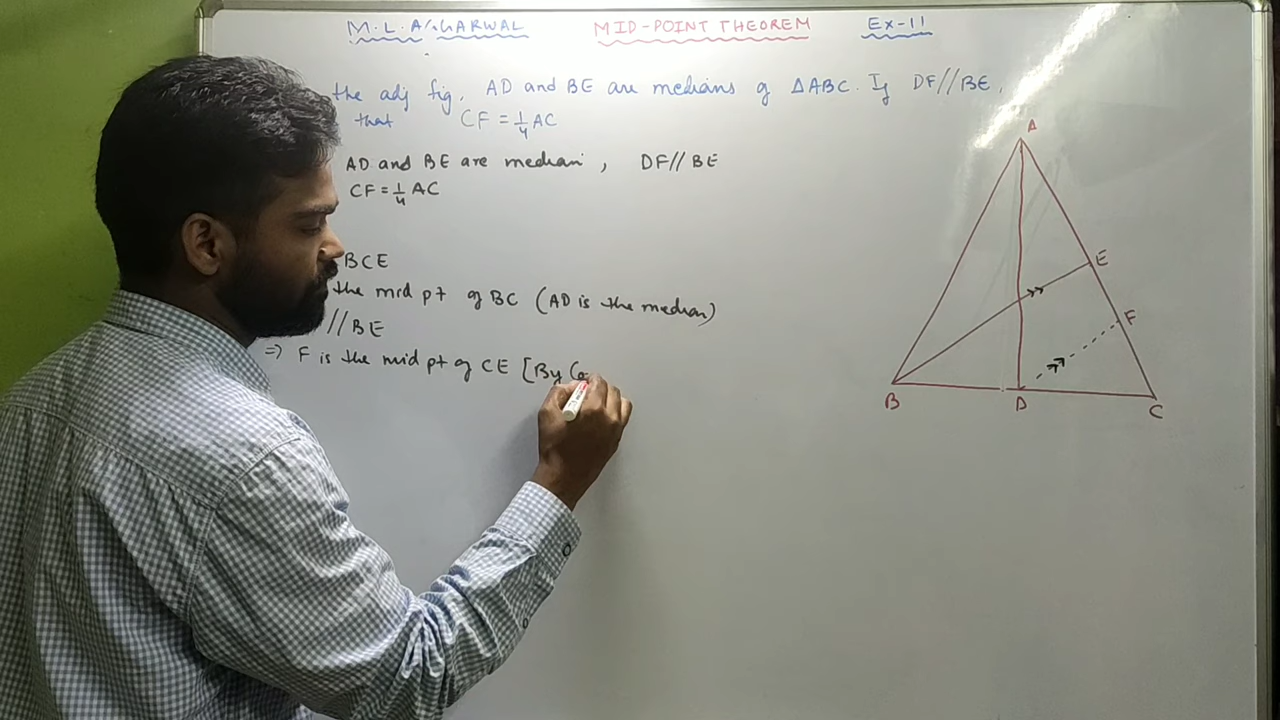 M.L. AGGARWAL MID-POINT THEOREM Ex-11
the adj fig, AD and BE are medians of ΔABC. If DF//BE,
that CF = 1/4 AC
AD and BE are median, DF//BE
CF = 1/4 AC
BCE
the mid pt of BC (AD is the median)
//BE
=> F is the mid pt of CE [By Co
A
E
F
B
D
C